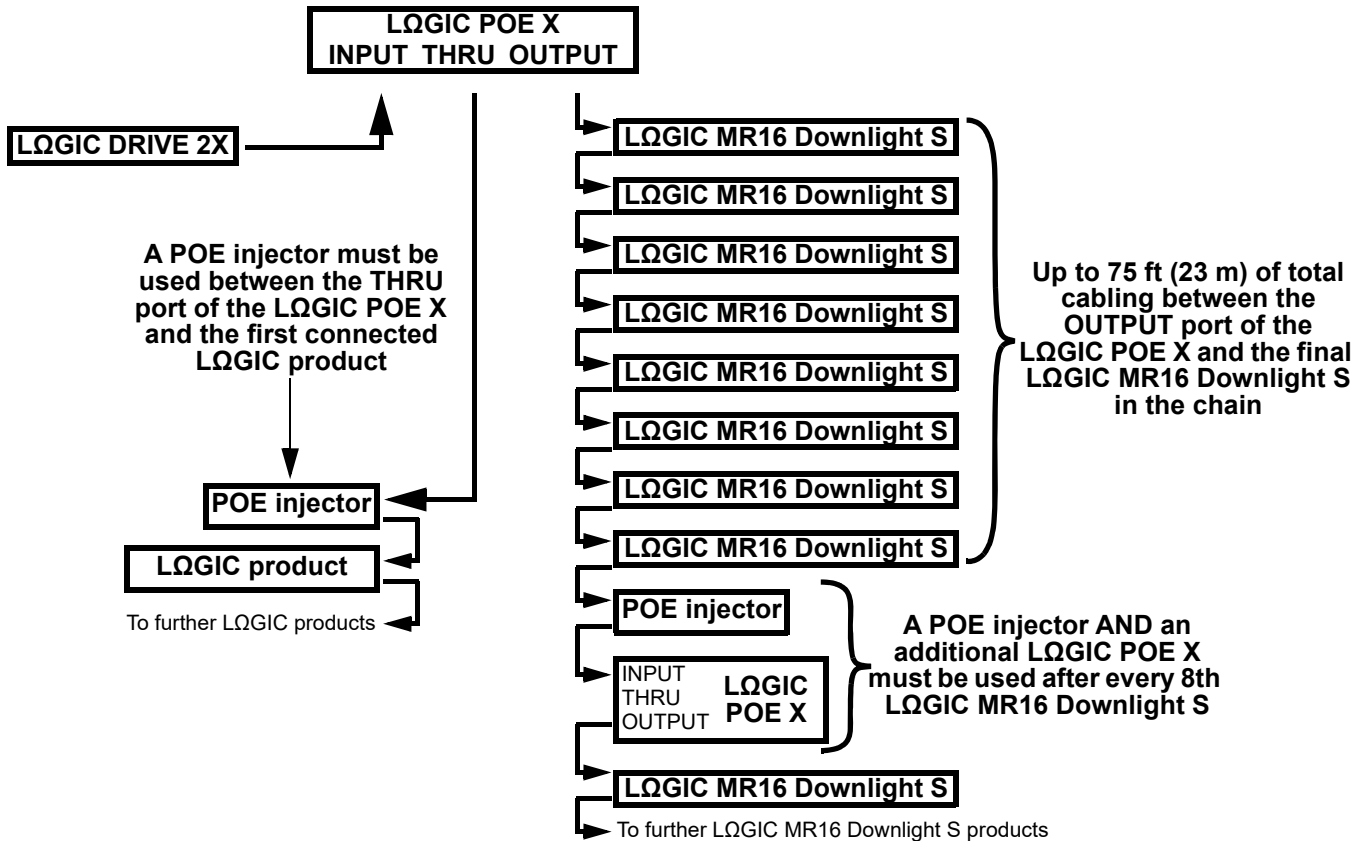 LΩGIC POE X
INPUT THRU OUTPUT
LΩGIC DRIVE 2X
A POE injector must be
used between the THRU
port of the LΩGIC POE X
and the first connected
LΩGIC product
POE injector
LΩGIC product
To further LΩGIC products
LΩGIC MR16 Downlight S
LΩGIC MR16 Downlight S
LΩGIC MR16 Downlight S
LΩGIC MR16 Downlight S
LΩGIC MR16 Downlight S
LΩGIC MR16 Downlight S
LΩGIC MR16 Downlight S
LΩGIC MR16 Downlight S
Up to 75 ft (23 m) of total
cabling between the
OUTPUT port of the
LΩGIC POE X and the final
LΩGIC MR16 Downlight S
in the chain
POE injector
INPUT
THRU
OUTPUT
LΩGIC
POE X
A POE injector AND an
additional LΩGIC POE X
must be used after every 8th
LΩGIC MR16 Downlight S
LΩGIC MR16 Downlight S
To further LΩGIC MR16 Downlight S products